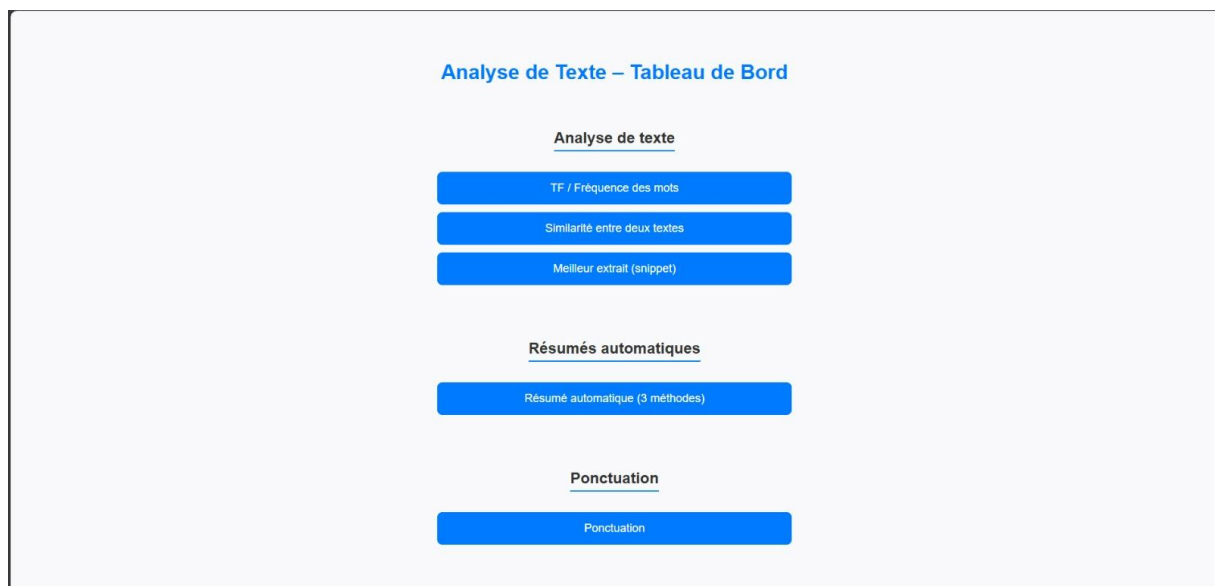 Analyse de Texte – Tableau de Bord
Analyse de texte
TF / Fréquence des mots
Similarité entre deux textes
Meilleur extrait (snippet)
Résumés automatiques
Résumé automatique (3 méthodes)
Ponctuation
Ponctuation